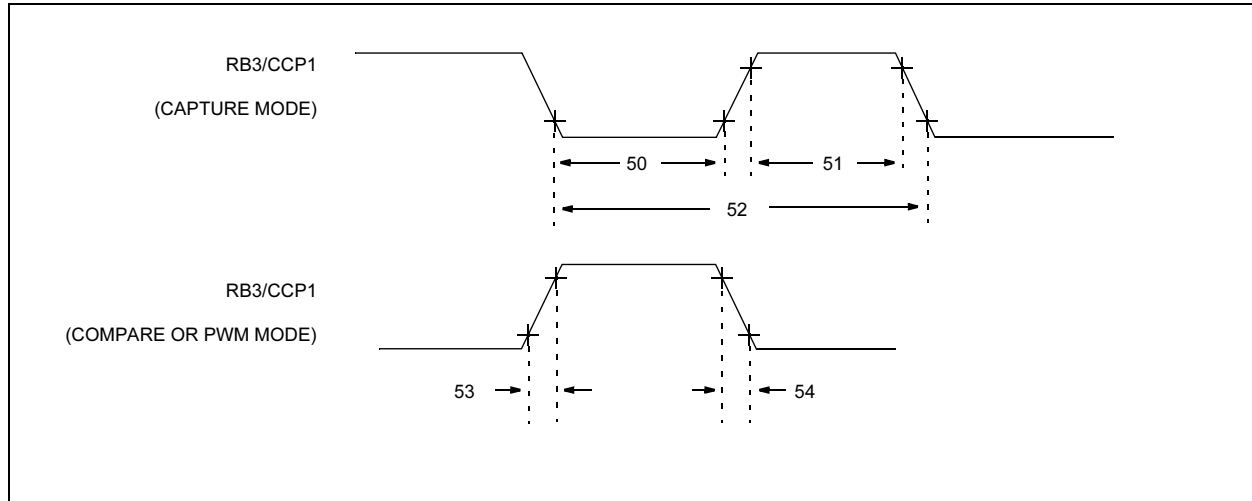 RB3/CCP1
(CAPTURE MODE)
50
51
52
RB3/CCP1
(COMPARE OR PWM MODE)
53
54